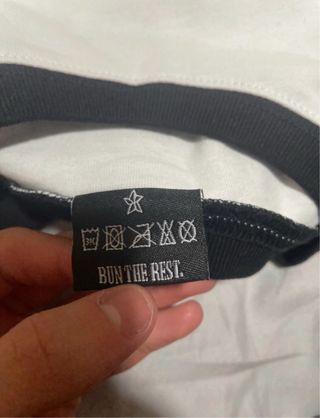 BUN THE REST.